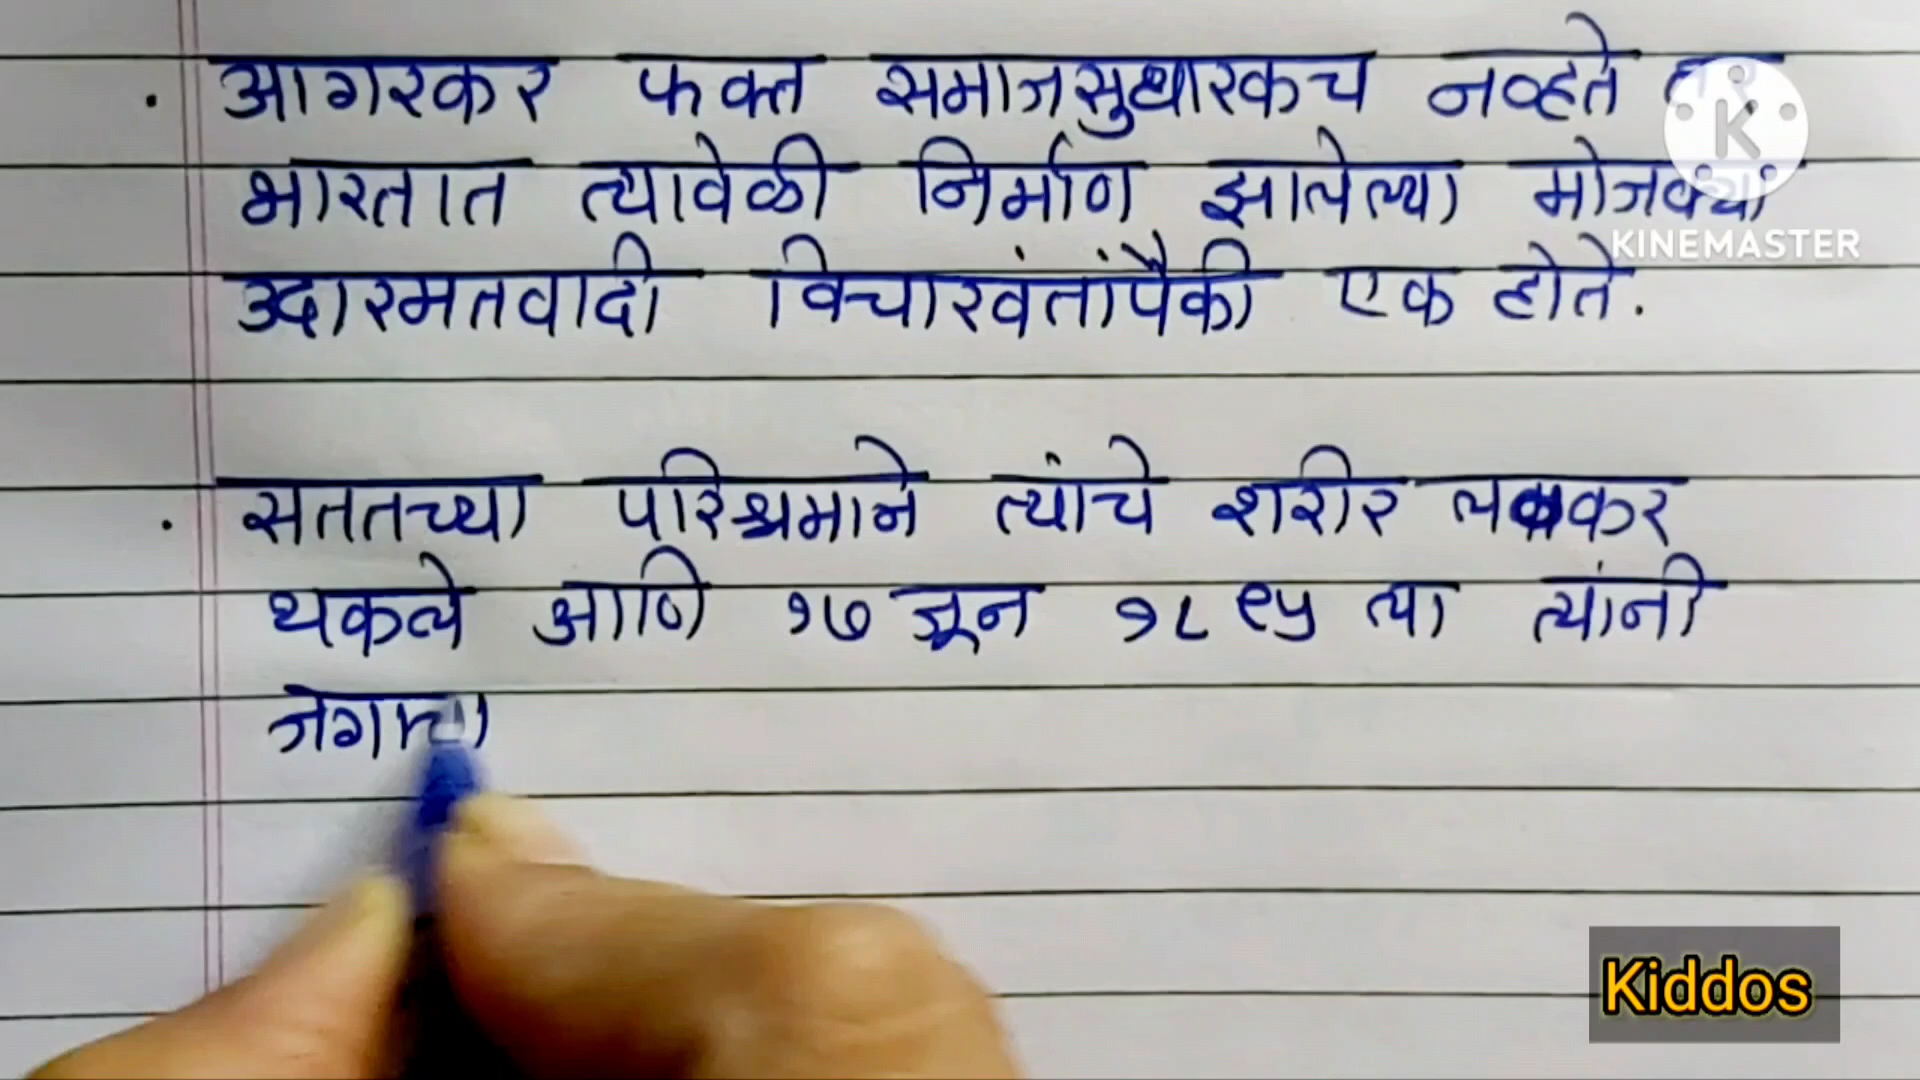 आगरकर फक्त समाजसुधारकच नव्हते तर
भारतात त्यावेळी निर्माण झालेल्या मोजक्या
KINEMASTER
उदारमतवादी विचारवंतांपैकी एक होते.
सततच्या परिश्रमाने त्यांचे शरीर लवकर
थकले आणि १७ जून १८९५ ला त्यांनी
Kiddos